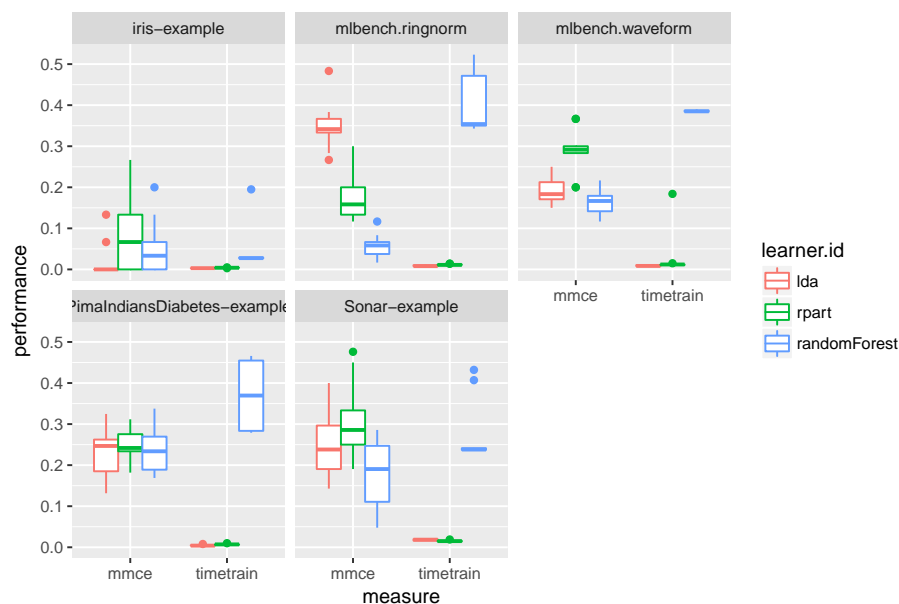 iris−example
mlbench.ringnorm
mlbench.waveform
0.5
0.4
0.3
0.2
0.1
0.0
mmce
timetrain
PimaIndiansDiabetes−example
Sonar−example
0.5
0.4
0.3
0.2
0.1
0.0
mmce
timetrain
mmce
timetrain
measure
performance
learner.id
lda
rpart
randomForest